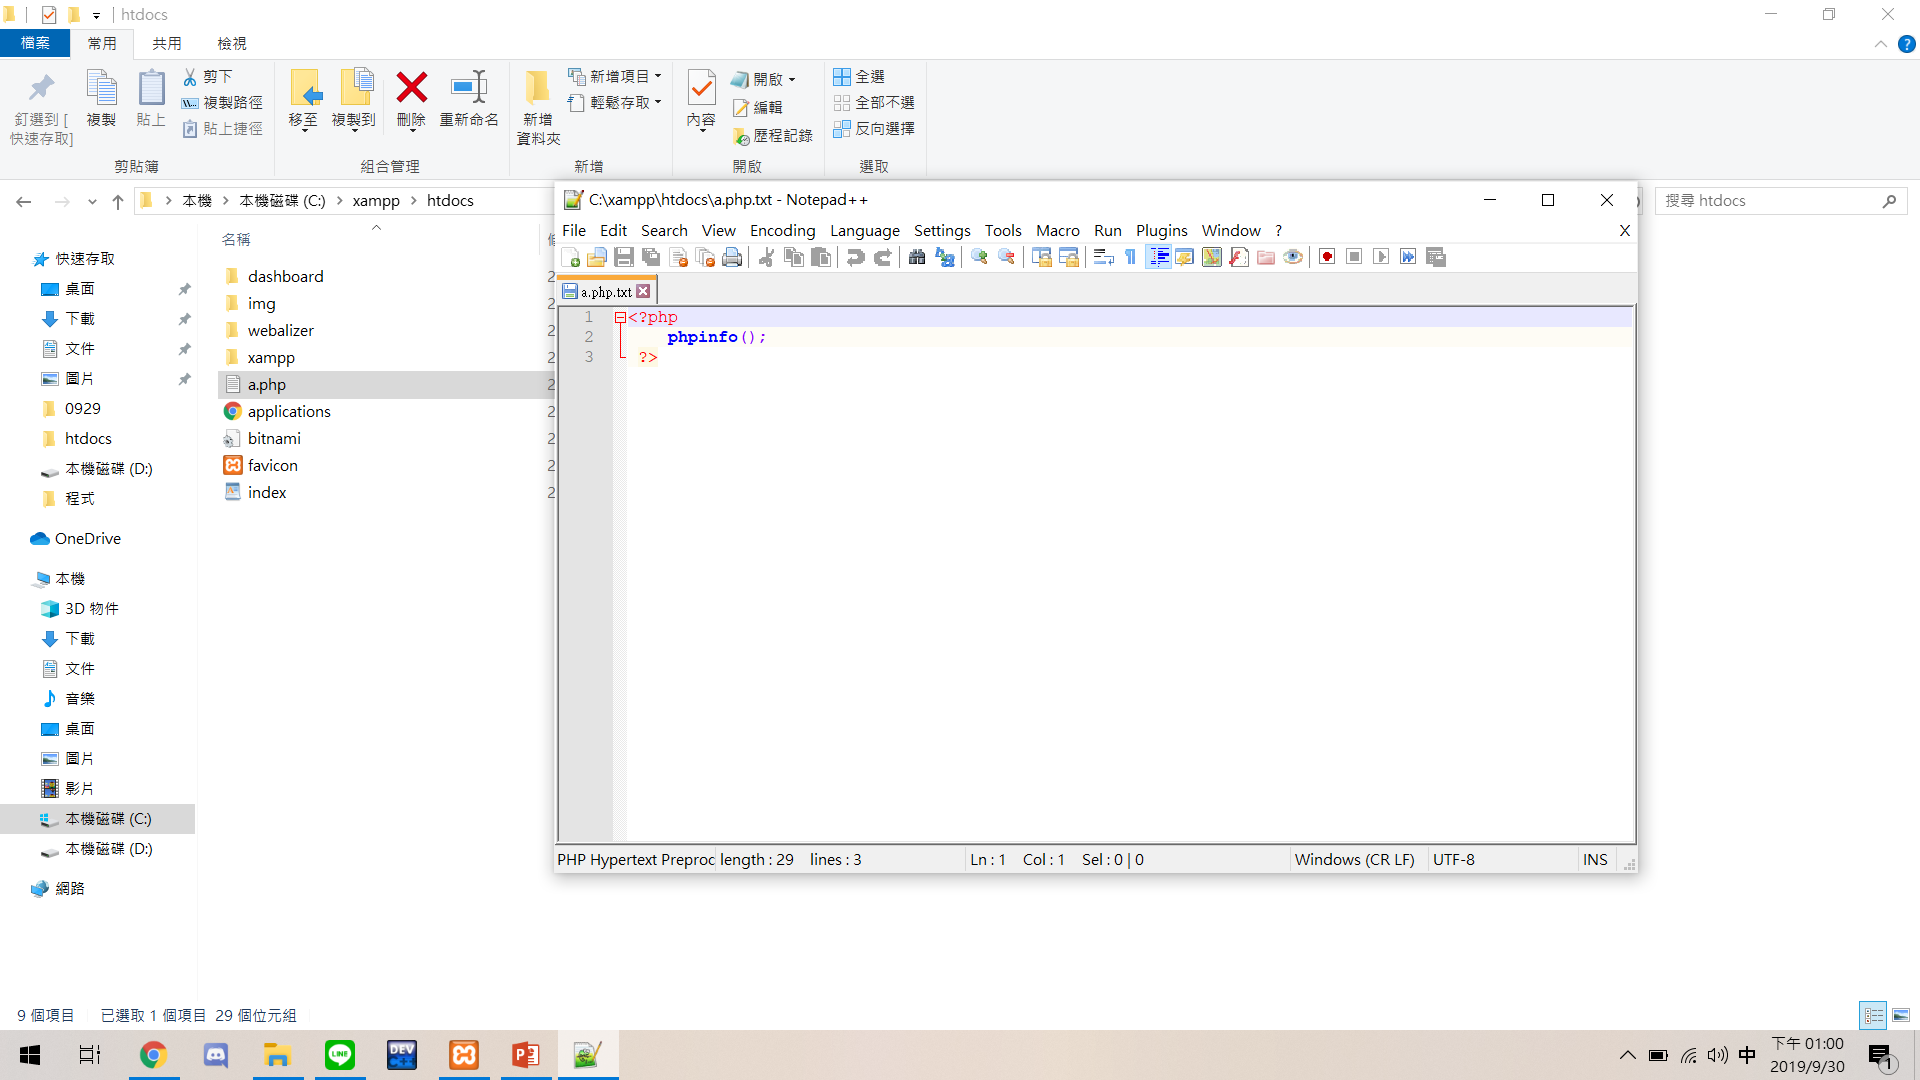 htdocs
檔案 常用 共用 檢視
釘選到 [
快速存取]
複製
貼上
剪下
複製路徑
貼上捷徑
剪貼簿
移至
複製到
刪除
重新命名
組合管理
新增
資料夾
新增項目
輕鬆存取
新增
內容
開啟
編輯
歷程記錄
開啟
全選
全部不選
反向選擇
選取
本機 > 本機磁碟 (C:) > xampp > htdocs
搜尋 htdocs
快速存取
桌面
下載
文件
圖片
0929
htdocs
本機磁碟 (D:)
程式
OneDrive
本機
3D 物件
下載
文件
音樂
桌面
圖片
影片
本機磁碟 (C:)
本機磁碟 (D:)
網路
名稱
dashboard
img
webalizer
xampp
a.php
applications
bitnami
favicon
index
C:\xampp\htdocs\a.php.txt - Notepad++
File Edit Search View Encoding Language Settings Tools Macro Run Plugins Window ? X
a.php.txt
1 <?php
2 phpinfo();
3 ?>
PHP Hypertext Preproc length : 29 lines : 3 Ln : 1 Col : 1 Sel : 0 | 0 Windows (CR LF) UTF-8 INS
9 個項目 已選取 1 個項目 29 個位元組
LINE
DEV
C++
中
下午 01:00
2019/9/30
1